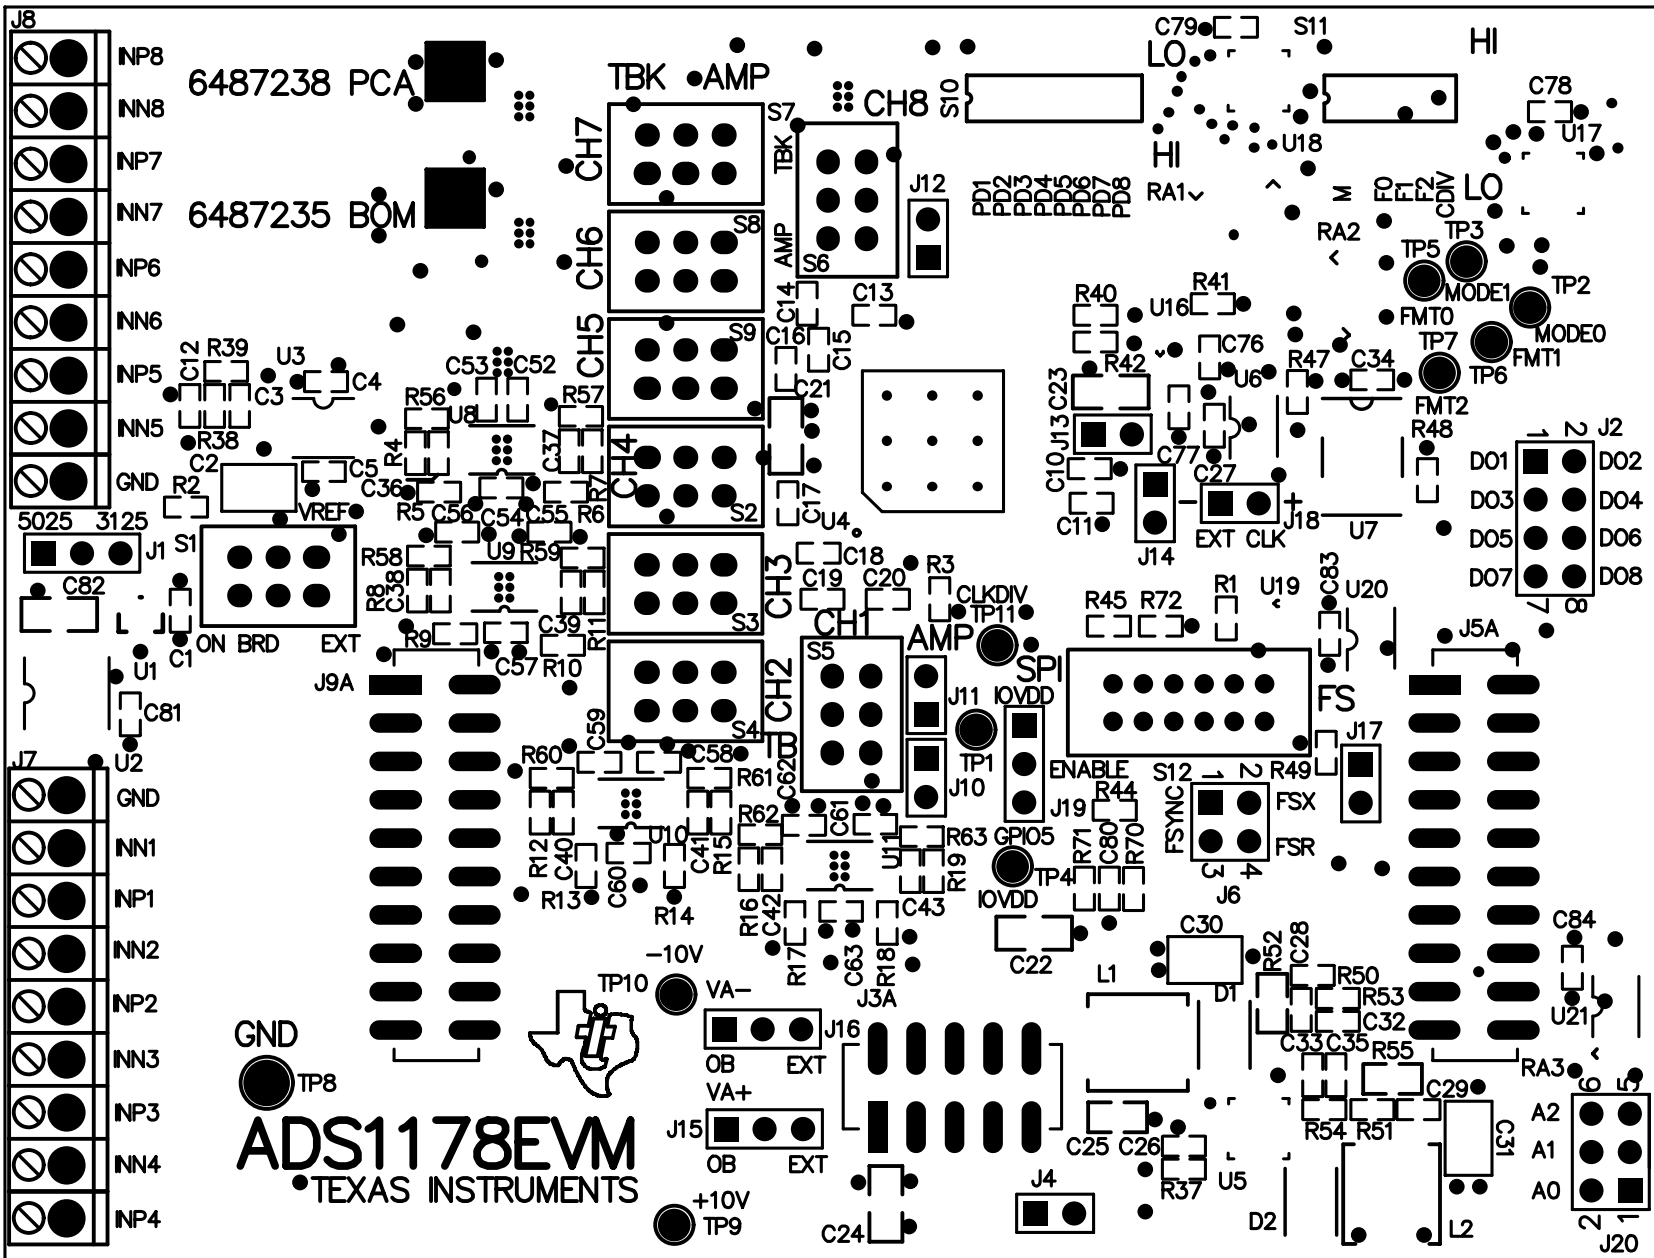 J8
INP8
INN8
INP7
INN7
INP6
INN6
INP5
INN5
GND
6487238 PCA
6487235 BOM
TBK AMP
S7
CH7
CH8
TBK
AMP
S6
J12
S8
CH6
S9
CH5
CH4
S2
CH3
S3
CH2
S4
TB
C79
LO
S11
HI
S10
U18
HI
RA1
PD1
PD2
PD3
PD4
PD5
PD6
PD7
PD8
C78
U17
LO
M
F0
F1
F2
CDIV
RA2
TP5
TP3
MODE1
TP2
FMT0
MODE0
TP7
FMT1
TP6
FMT2
C14
C13
C16
C15
C21
C17
U4
C18
C19
C20
R3
R40
U16
R41
R42
C76
C23
U6
R47
C34
J13
C10
C77
C27
C11
J14
J18
EXT CLK
U7
R48
1
2
J2
DO1
DO2
DO3
DO4
DO5
DO6
DO7
DO8
7
8
C12
R39
U3
C4
C3
R38
C2
C5
R2
VREF
5025 3125
J1
S1
C82
ON BRD
EXT
C1
U1
C81
U2
C53
C52
R56
U8
R57
R4
C37
C36
R5
R7
R6
C56
C54
C55
R58
U9
R59
R8
C38
R9
C39
R11
C57
R10
J9A
CLKDIV
TP11
CH1
S5
AMP
SPI
J11
IOVDD
TP1
J10
ENABLE
J19
R45
R72
R1
U19
C83
U20
J5A
FS
J17
R49
S12
1
2
FSYNC
FSX
FSR
3
4
J6
R44
R71
C80
R70
GPIO5
TP4
IOVDD
C22
J7
GND
INN1
INP1
INN2
INP2
INN3
INP3
INN4
INP4
C59
C58
R60
R61
U10
R12
C40
C41
R15
R13
C60
R14
C62
C61
R62
R63
U11
R16
C42
R19
C43
R17
C63
R18
-10V
TP10
VA-
J16
OB
EXT
VA+
J15
OB
EXT
+10V
TP9
J3A
C24
J4
GND
TP8
ADS1178EVM
TEXAS INSTRUMENTS
C30
L1
D1
R52
C28
R50
R53
C32
C33
C35
R55
C29
R54
R51
C31
C25
C26
R37
U5
D2
L2
C84
U21
RA3
6
5
A2
A1
A0
2
1
J20